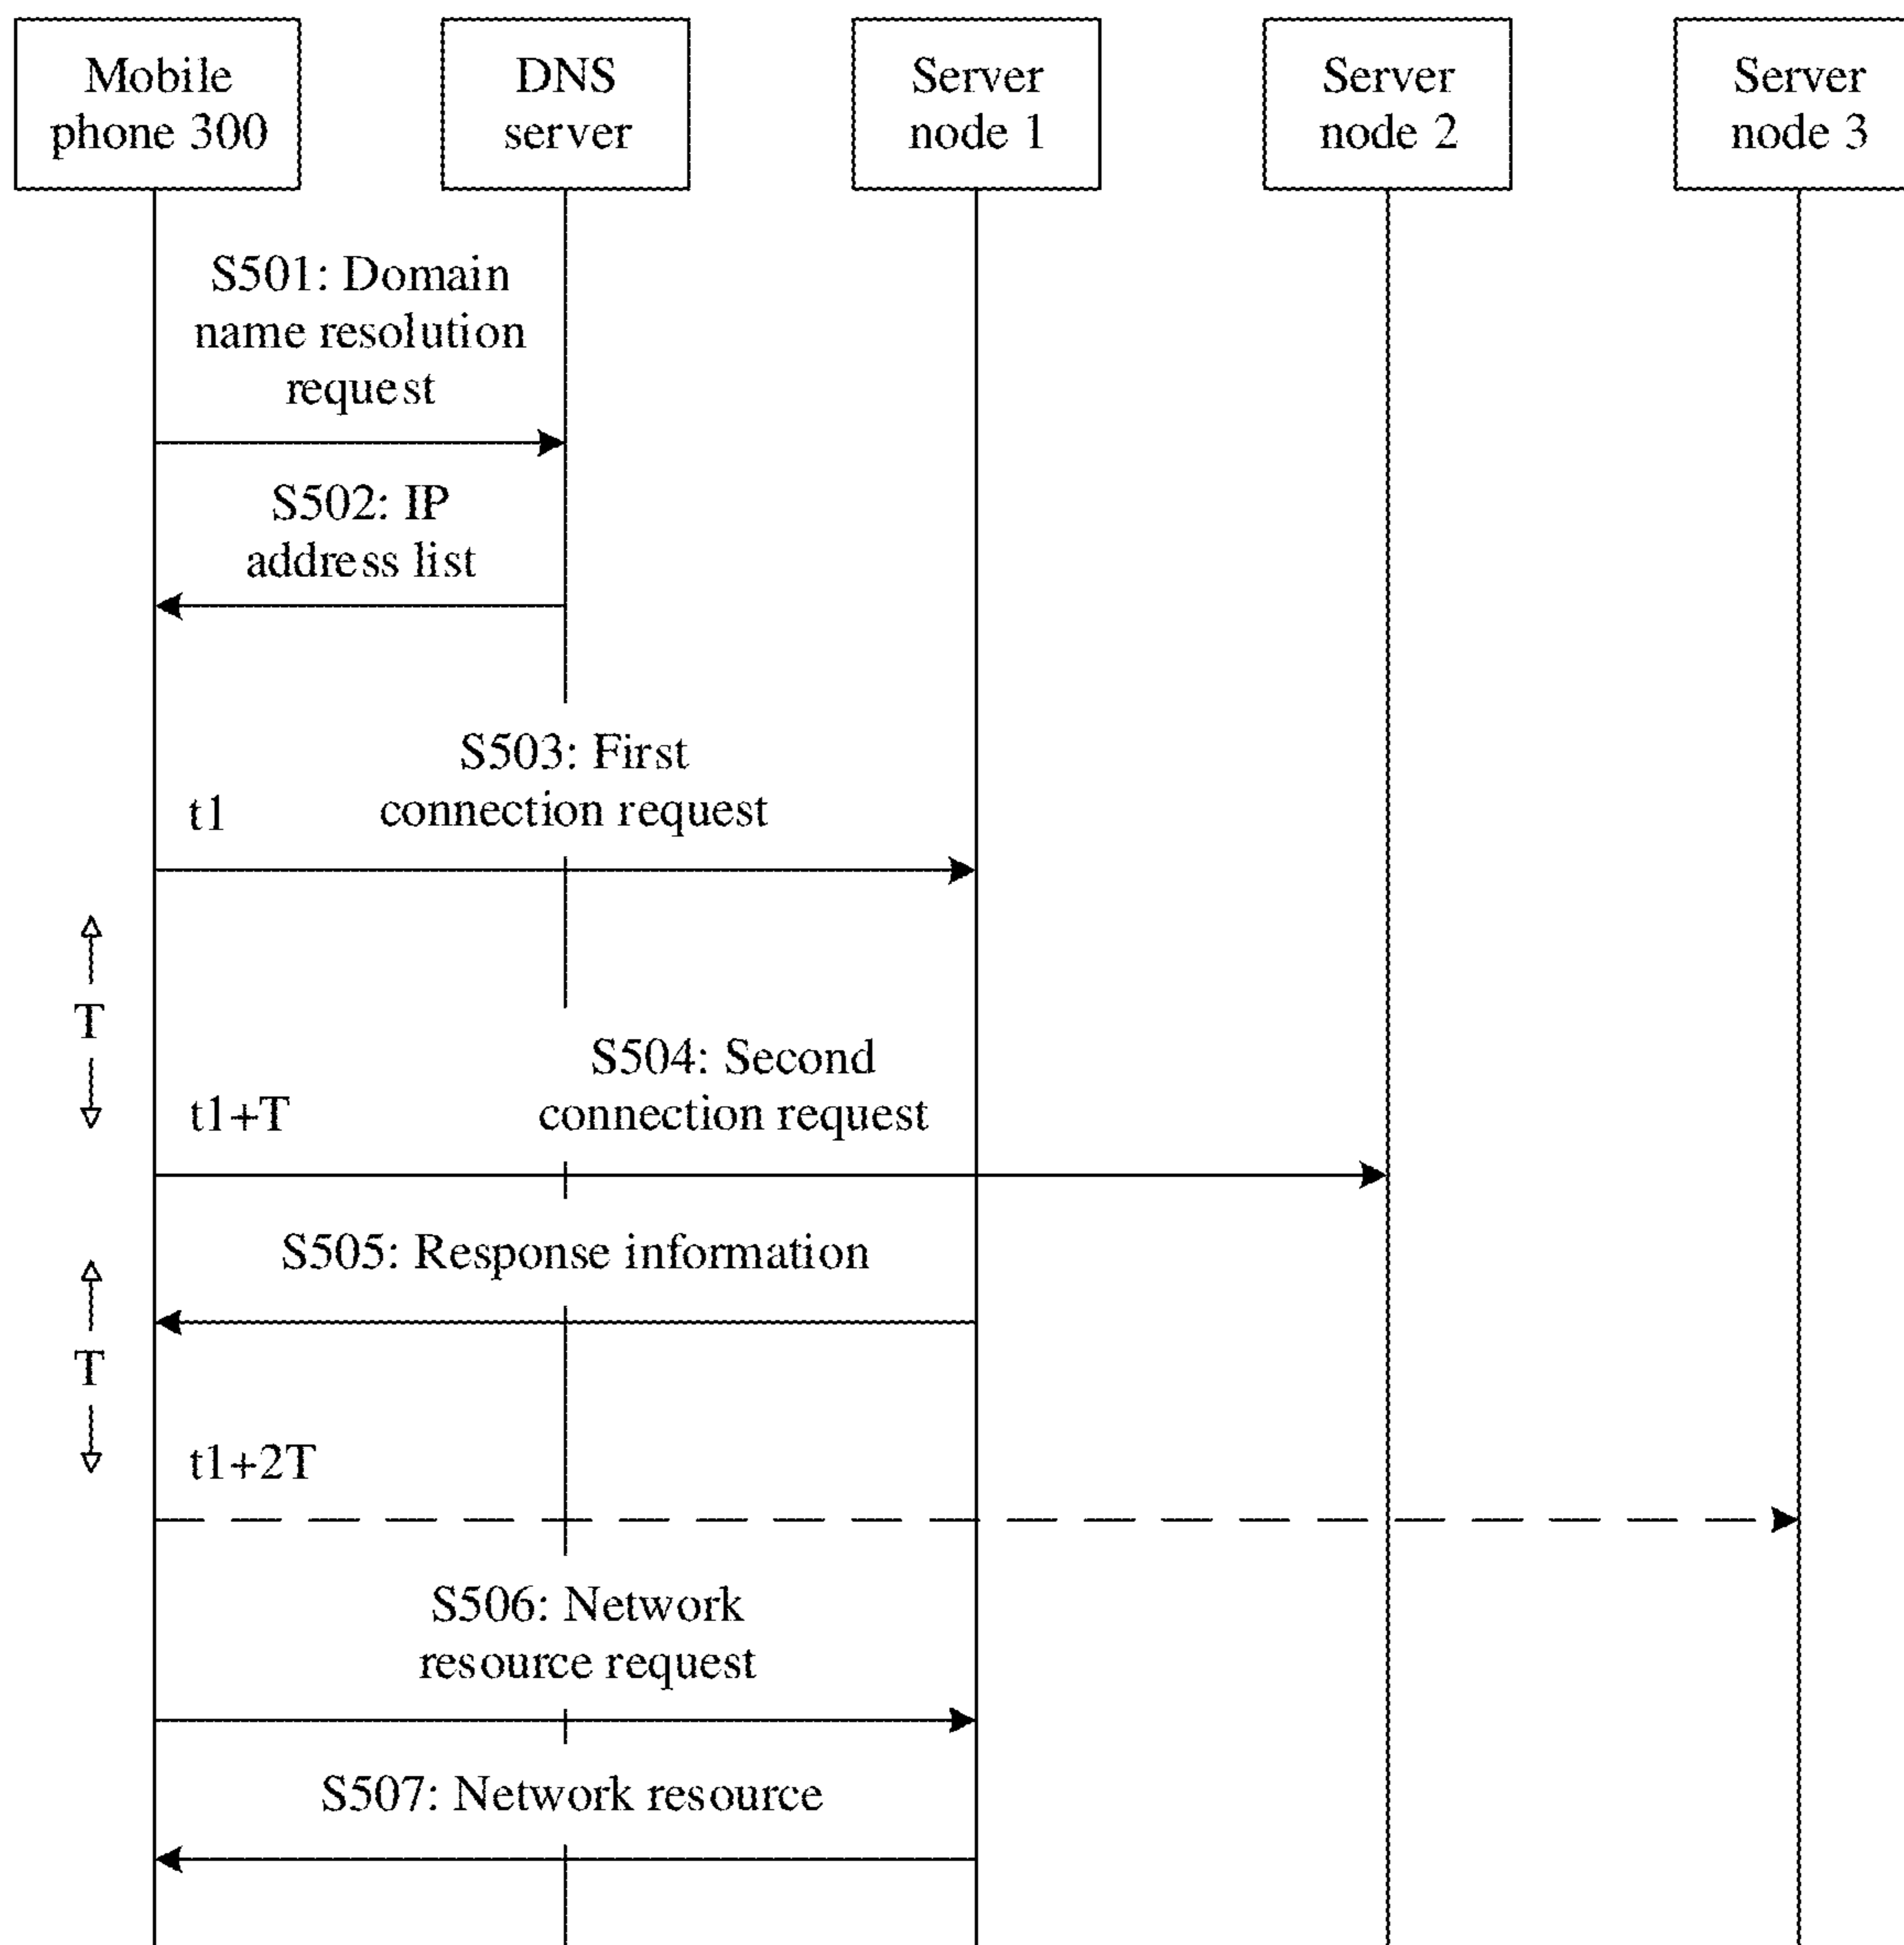 Mobile
phone 300
DNS
server
Server
node 1
Server
node 2
Server
node 3
S501: Domain
name resolution
request
S502: IP
address list
S503: First
connection request
t1
T
S504: Second
connection request
t1+T
S505: Response information
T
t1+2T
S506: Network
resource request
S507: Network resource